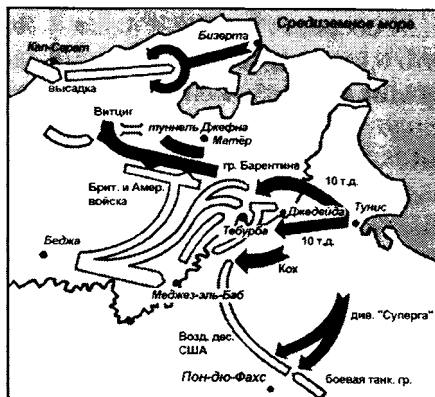 Средиземное море
Бизерта
Кап-Серат
высадка
Витциг
туннель Джефна
Матёр
гр. Барентина
Брит. и Амер.
войска
10 т.д.
Джедейда
Тунис
Тебурба
10 т.д.
Беджа
Кох
Меджез-эль-Баб
див. "Суперга"
Возд. дес.
США
боевая танк. гр.
Пон-дю-Фахс